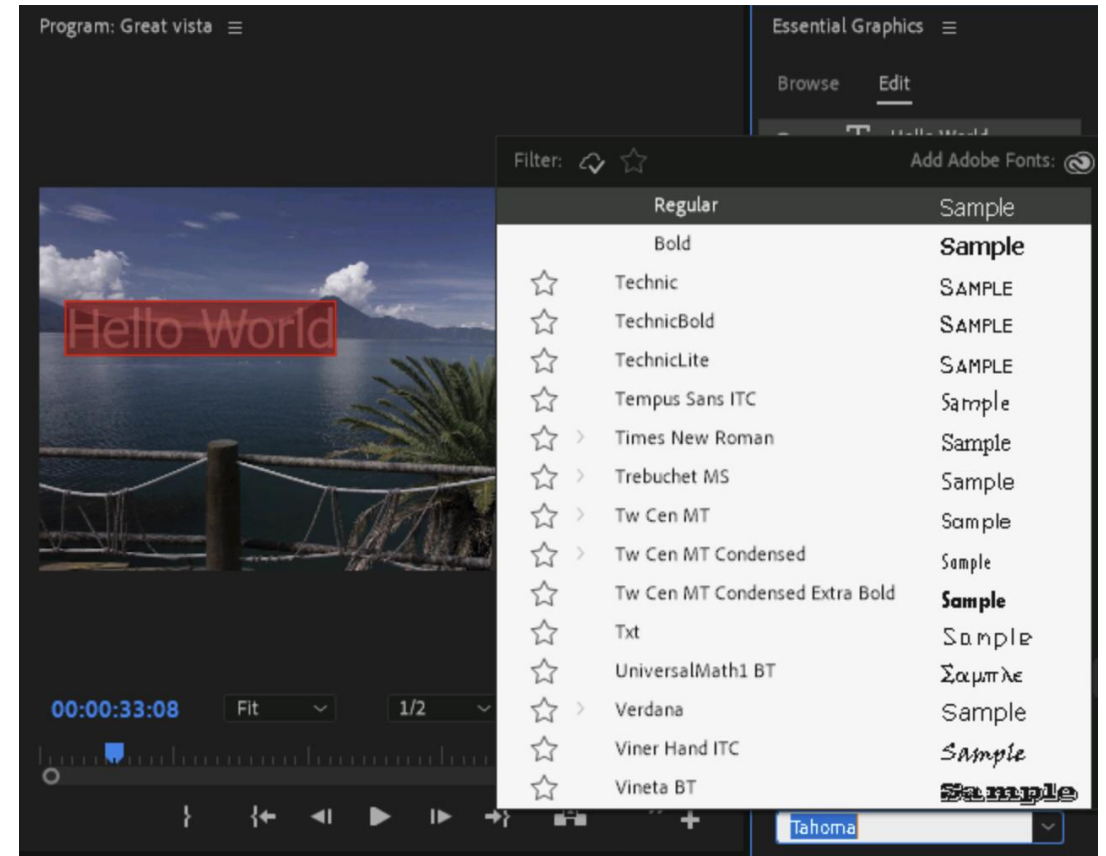 Program: Great vista
Essential Graphics
Browse Edit
Hello World
Filter: Add Adobe Fonts:
Regular Sample
Bold Sample
Technic SAMPLE
TechnicBold SAMPLE
TechnicLite SAMPLE
Tempus Sans ITC Sample
Times New Roman Sample
Trebuchet MS Sample
Tw Cen MT Sample
Tw Cen MT Condensed Sample
Tw Cen MT Condensed Extra Bold Sample
Txt Sample
UniversalMath1 BT Σαμπλε
Verdana Sample
Viner Hand ITC Sample
Vineta BT Sample
Hello World
00:00:33:08 Fit 1/2
Tahoma